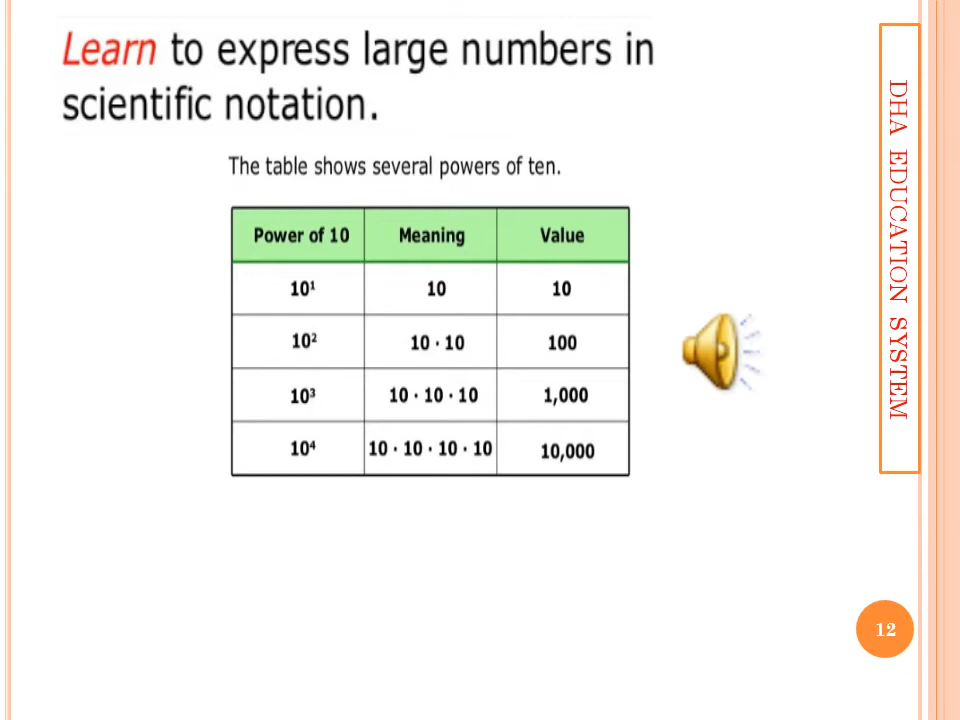 Learn to express large numbers in
scientific notation.
The table shows several powers of ten.
Power of 10 Meaning Value
10¹ 10 10
10² 10 · 10 100
10³ 10 · 10 · 10 1,000
10⁴ 10 · 10 · 10 · 10 10,000
DHA EDUCATION SYSTEM
12